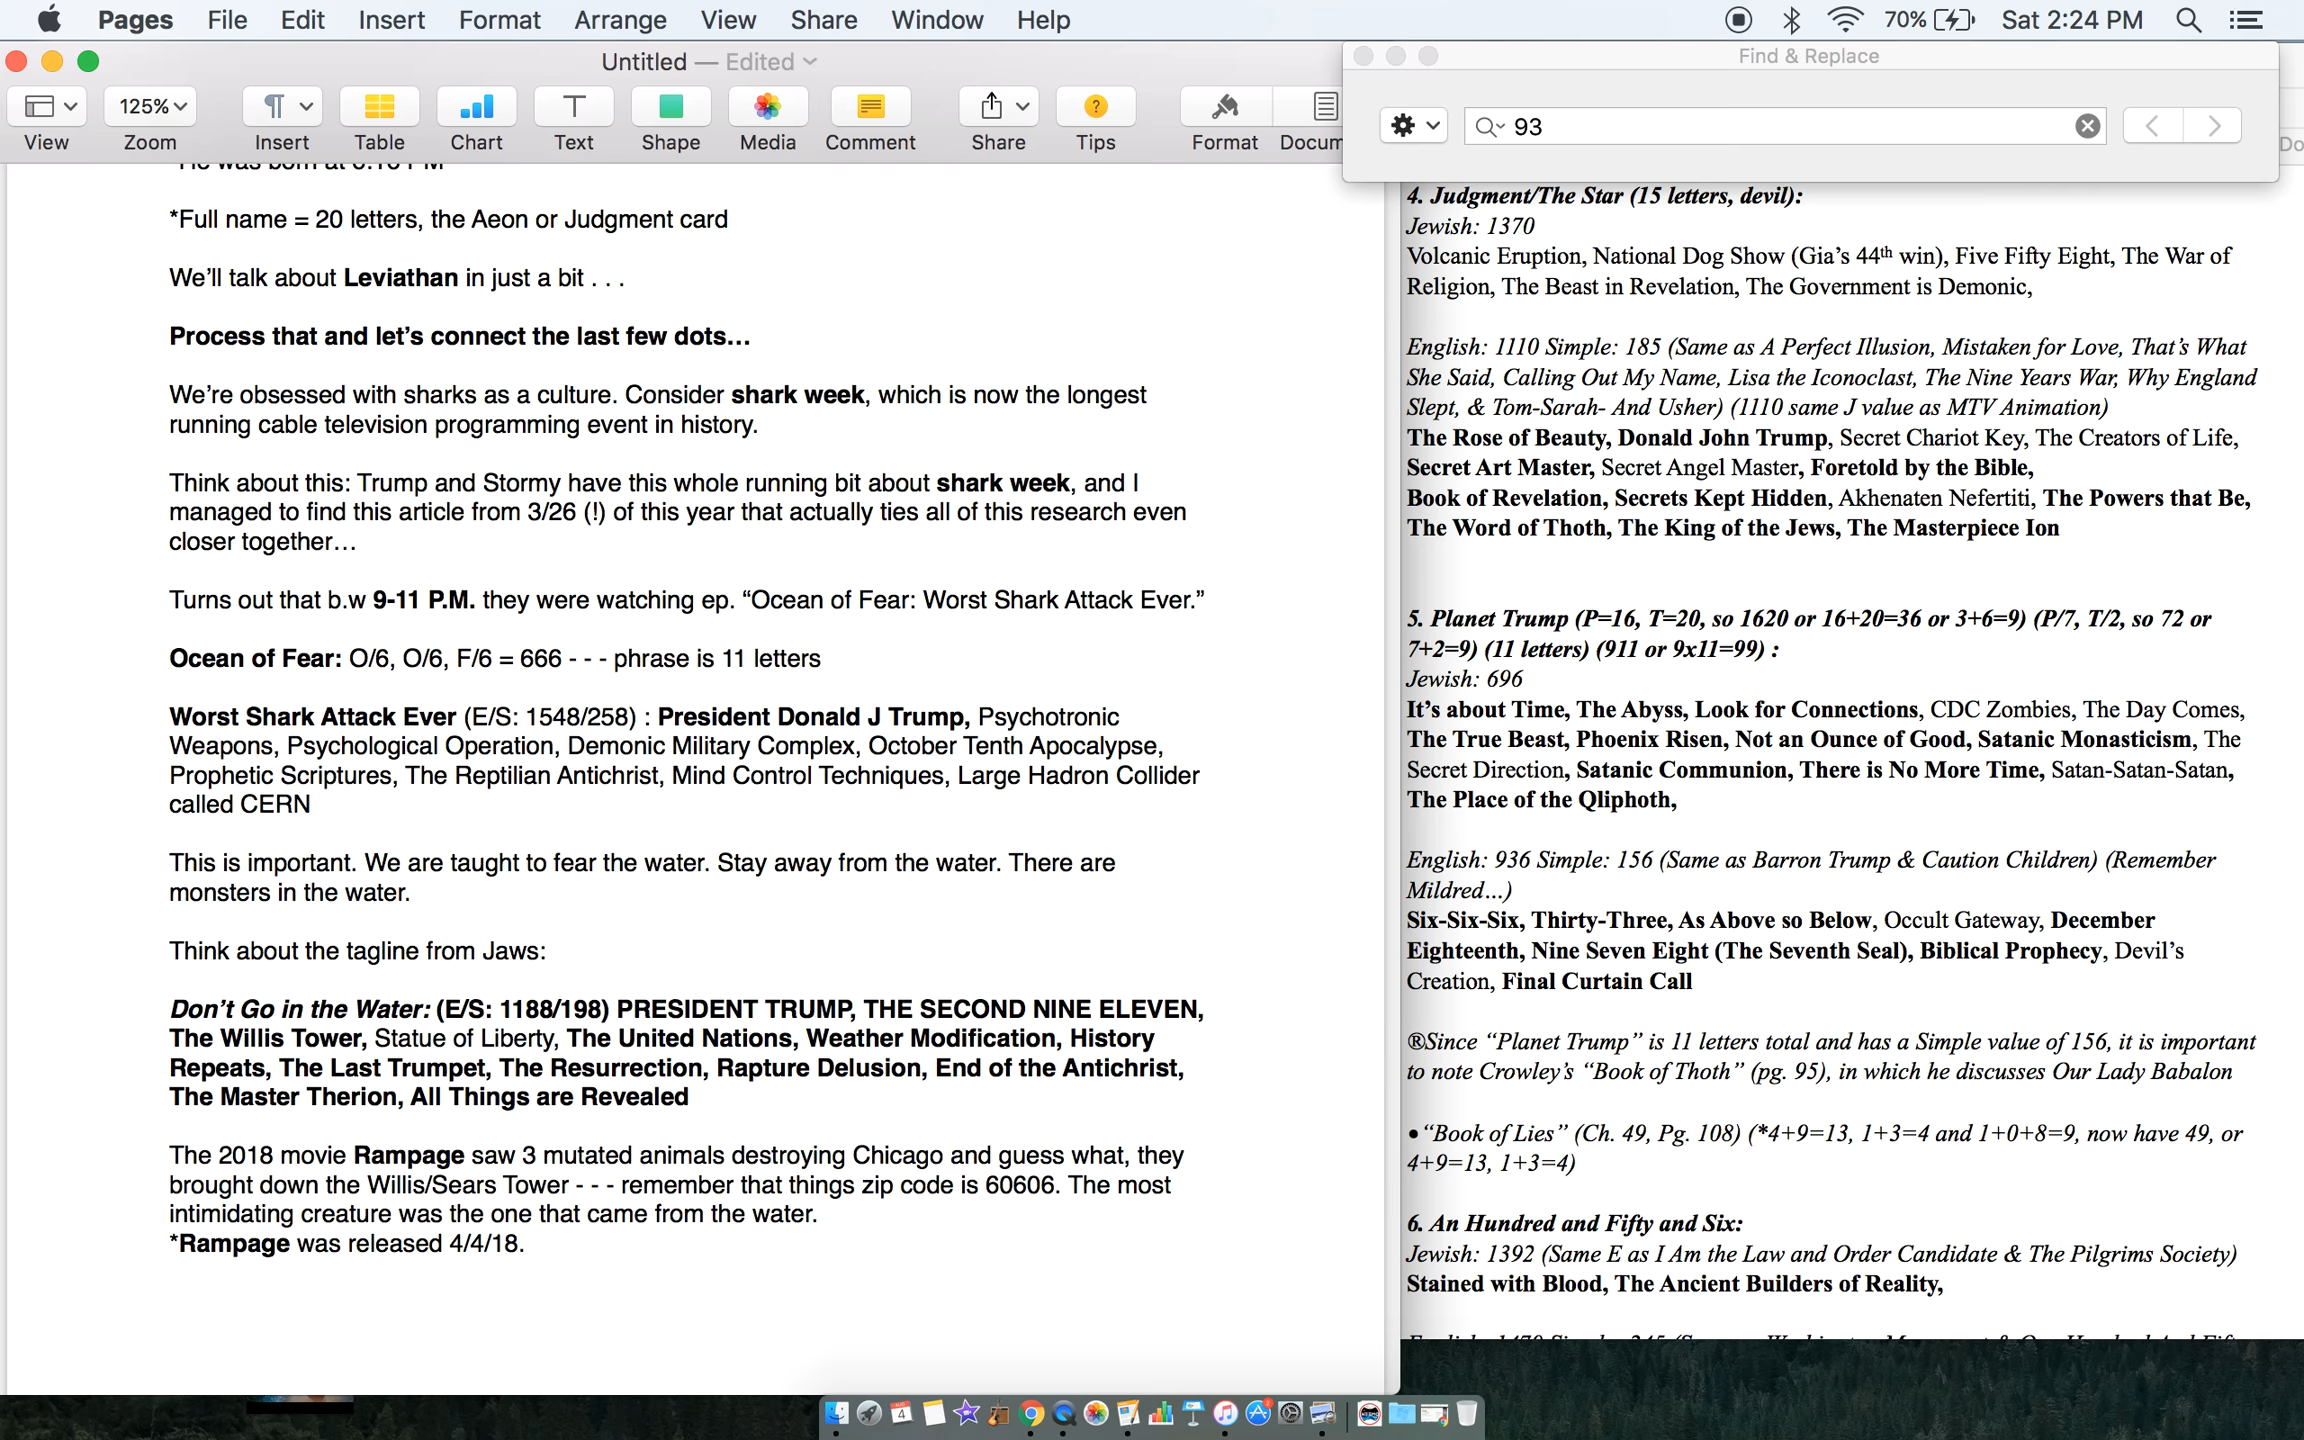 Pages File Edit Insert Format Arrange View Share Window Help 70% Sat 2:24 PM
Untitled — Edited
125%
View Zoom Insert Table Chart Text Shape Media Comment Share Tips Format Docum
Find & Replace
93
Do
*He was born at
*Full name = 20 letters, the Aeon or Judgment card
We’ll talk about Leviathan in just a bit . . .
Process that and let’s connect the last few dots…
We’re obsessed with sharks as a culture. Consider shark week, which is now the longest
running cable television programming event in history.
Think about this: Trump and Stormy have this whole running bit about shark week, and I
managed to find this article from 3/26 (!) of this year that actually ties all of this research even
closer together…
Turns out that b.w 9-11 P.M. they were watching ep. “Ocean of Fear: Worst Shark Attack Ever.”
Ocean of Fear: O/6, O/6, F/6 = 666 - - - phrase is 11 letters
Worst Shark Attack Ever (E/S: 1548/258) : President Donald J Trump, Psychotronic
Weapons, Psychological Operation, Demonic Military Complex, October Tenth Apocalypse,
Prophetic Scriptures, The Reptilian Antichrist, Mind Control Techniques, Large Hadron Collider
called CERN
This is important. We are taught to fear the water. Stay away from the water. There are
monsters in the water.
Think about the tagline from Jaws:
Don’t Go in the Water: (E/S: 1188/198) PRESIDENT TRUMP, THE SECOND NINE ELEVEN,
The Willis Tower, Statue of Liberty, The United Nations, Weather Modification, History
Repeats, The Last Trumpet, The Resurrection, Rapture Delusion, End of the Antichrist,
The Master Therion, All Things are Revealed
The 2018 movie Rampage saw 3 mutated animals destroying Chicago and guess what, they
brought down the Willis/Sears Tower - - - remember that things zip code is 60606. The most
intimidating creature was the one that came from the water.
*Rampage was released 4/4/18.
4. Judgment/The Star (15 letters, devil):
Jewish: 1370
Volcanic Eruption, National Dog Show (Gia’s 44th win), Five Fifty Eight, The War of
Religion, The Beast in Revelation, The Government is Demonic,
English: 1110 Simple: 185 (Same as A Perfect Illusion, Mistaken for Love, That’s What
She Said, Calling Out My Name, Lisa the Iconoclast, The Nine Years War, Why England
Slept, & Tom-Sarah- And Usher) (1110 same J value as MTV Animation)
The Rose of Beauty, Donald John Trump, Secret Chariot Key, The Creators of Life,
Secret Art Master, Secret Angel Master, Foretold by the Bible,
Book of Revelation, Secrets Kept Hidden, Akhenaten Nefertiti, The Powers that Be,
The Word of Thoth, The King of the Jews, The Masterpiece Ion
5. Planet Trump (P=16, T=20, so 1620 or 16+20=36 or 3+6=9) (P/7, T/2, so 72 or
7+2=9) (11 letters) (911 or 9x11=99) :
Jewish: 696
It’s about Time, The Abyss, Look for Connections, CDC Zombies, The Day Comes,
The True Beast, Phoenix Risen, Not an Ounce of Good, Satanic Monasticism, The
Secret Direction, Satanic Communion, There is No More Time, Satan-Satan-Satan,
The Place of the Qliphoth,
English: 936 Simple: 156 (Same as Barron Trump & Caution Children) (Remember
Mildred…)
Six-Six-Six, Thirty-Three, As Above so Below, Occult Gateway, December
Eighteenth, Nine Seven Eight (The Seventh Seal), Biblical Prophecy, Devil’s
Creation, Final Curtain Call
®Since “Planet Trump” is 11 letters total and has a Simple value of 156, it is important
to note Crowley’s “Book of Thoth” (pg. 95), in which he discusses Our Lady Babalon
•“Book of Lies” (Ch. 49, Pg. 108) (*4+9=13, 1+3=4 and 1+0+8=9, now have 49, or
4+9=13, 1+3=4)
6. An Hundred and Fifty and Six:
Jewish: 1392 (Same E as I Am the Law and Order Candidate & The Pilgrims Society)
Stained with Blood, The Ancient Builders of Reality,
4